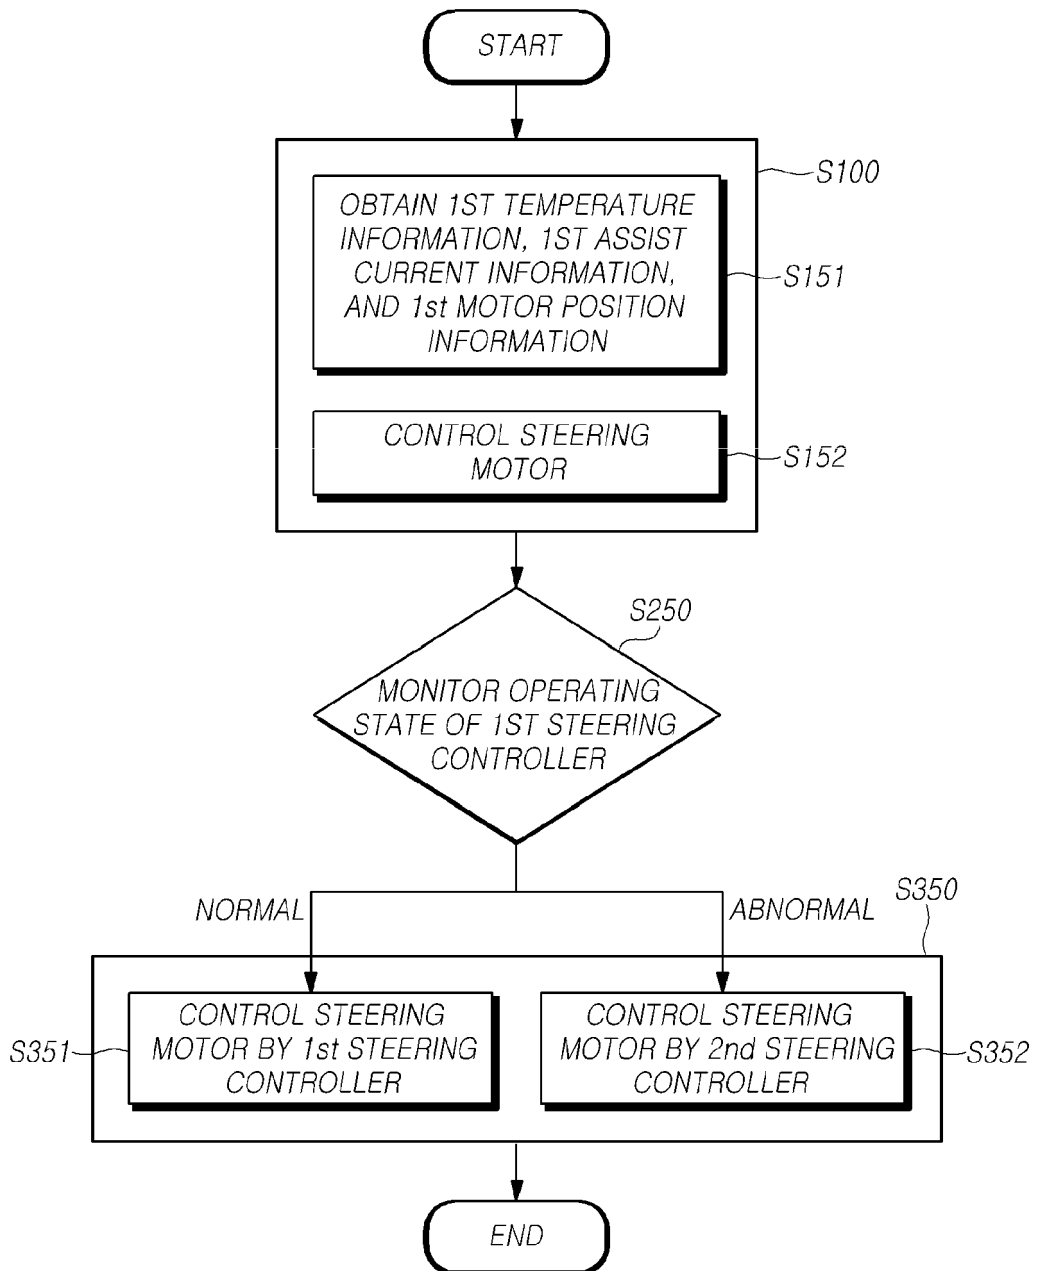 START
S100
OBTAIN 1ST TEMPERATURE
INFORMATION, 1ST ASSIST
CURRENT INFORMATION,
AND 1st MOTOR POSITION
INFORMATION
S151
CONTROL STEERING
MOTOR
S152
S250
MONITOR OPERATING
STATE OF 1ST STEERING
CONTROLLER
NORMAL
ABNORMAL
S350
CONTROL STEERING
MOTOR BY 1st STEERING
CONTROLLER
S351
CONTROL STEERING
MOTOR BY 2nd STEERING
CONTROLLER
S352
END